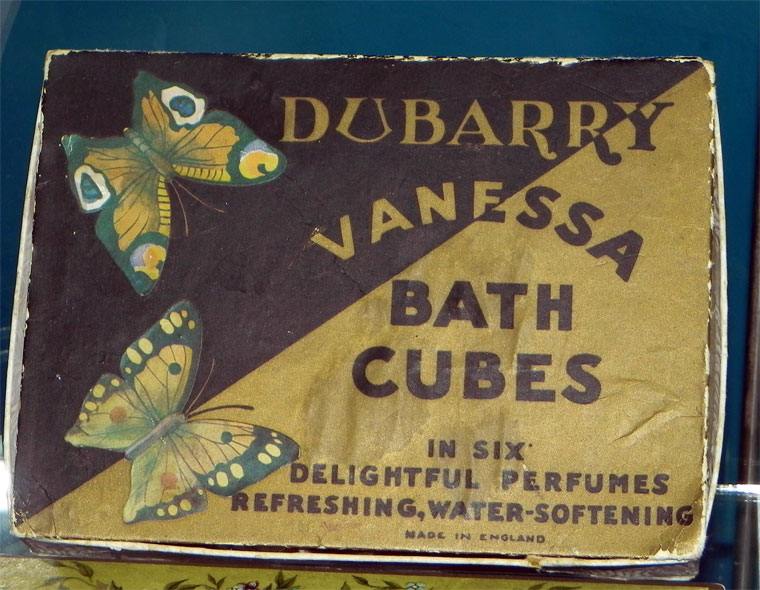 DUBARRY
VANESSA
BATH
CUBES
IN SIX
DELIGHTFUL PERFUMES
REFRESHING, WATER-SOFTENING
MADE IN ENGLAND